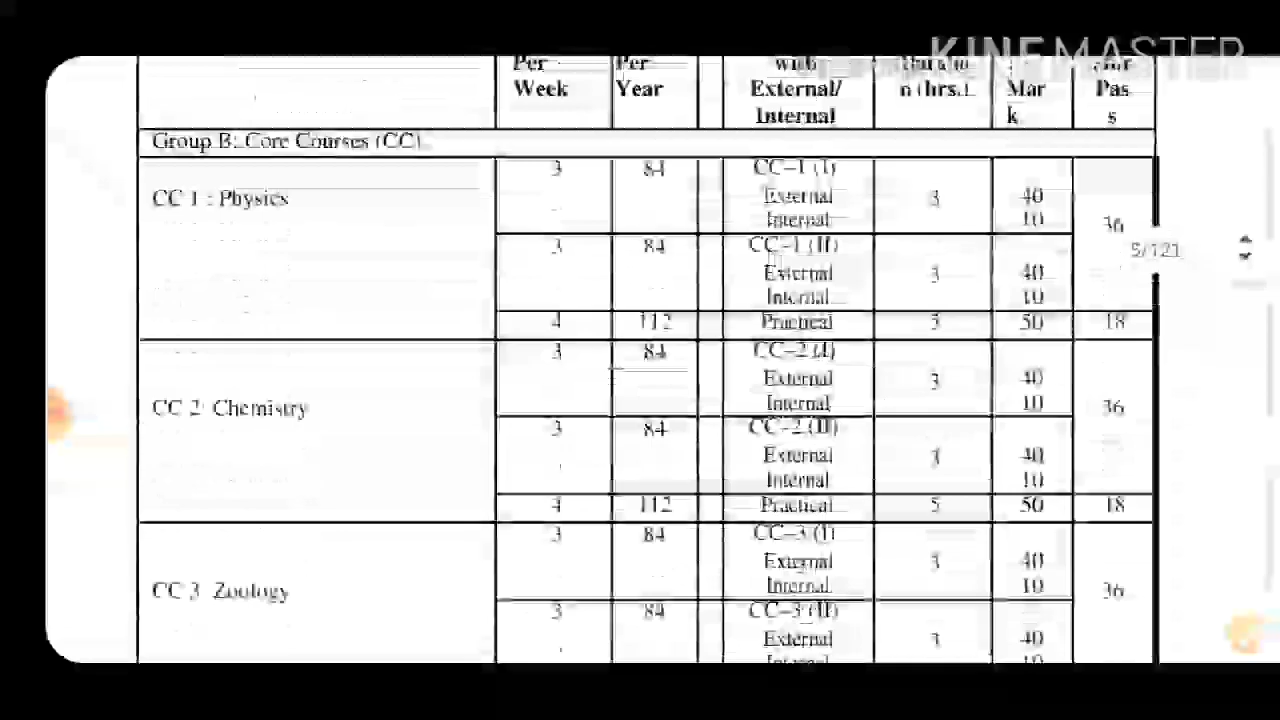 KINEMASTER
Per Per with
Week Year External/ n (hrs.) Mar Pas
Internal k s
Group B: Core Courses (CC)
3 84 CC–1 (I)
CC 1 : Physics External 3 40
Internal 10 36
3 84 CC–1 (II)
5/121
External 3 40
Internal 10
4 112 Practical 5 50 18
3 84 CC–2 (I)
External 3 40
CC 2 Chemistry Internal 10 36
3 84 CC–2 (II)
External 3 40
Internal 10
4 112 Practical 5 50 18
3 84 CC–3 (I)
External 3 40
CC 3 Zoology Internal 10 36
3 84 CC–3 (II)
External 3 40
Internal 10